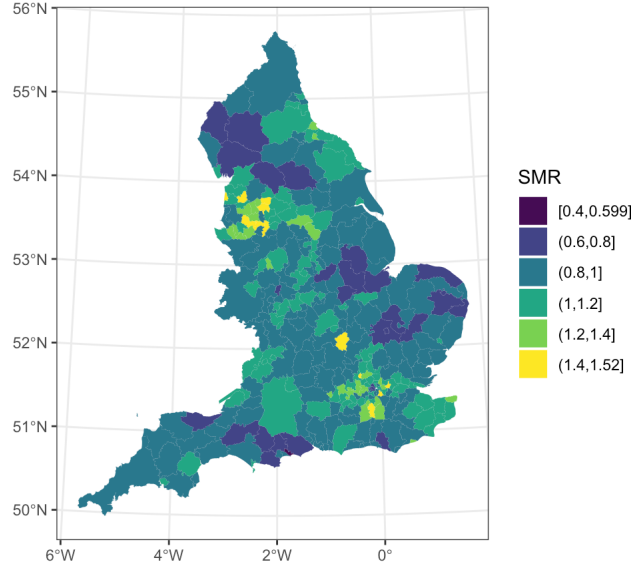 56°N
55°N
54°N
53°N
52°N
51°N
50°N
6°W
4°W
2°W
0°
SMR
[0.4,0.599]
(0.6,0.8]
(0.8,1]
(1,1.2]
(1.2,1.4]
(1.4,1.52]